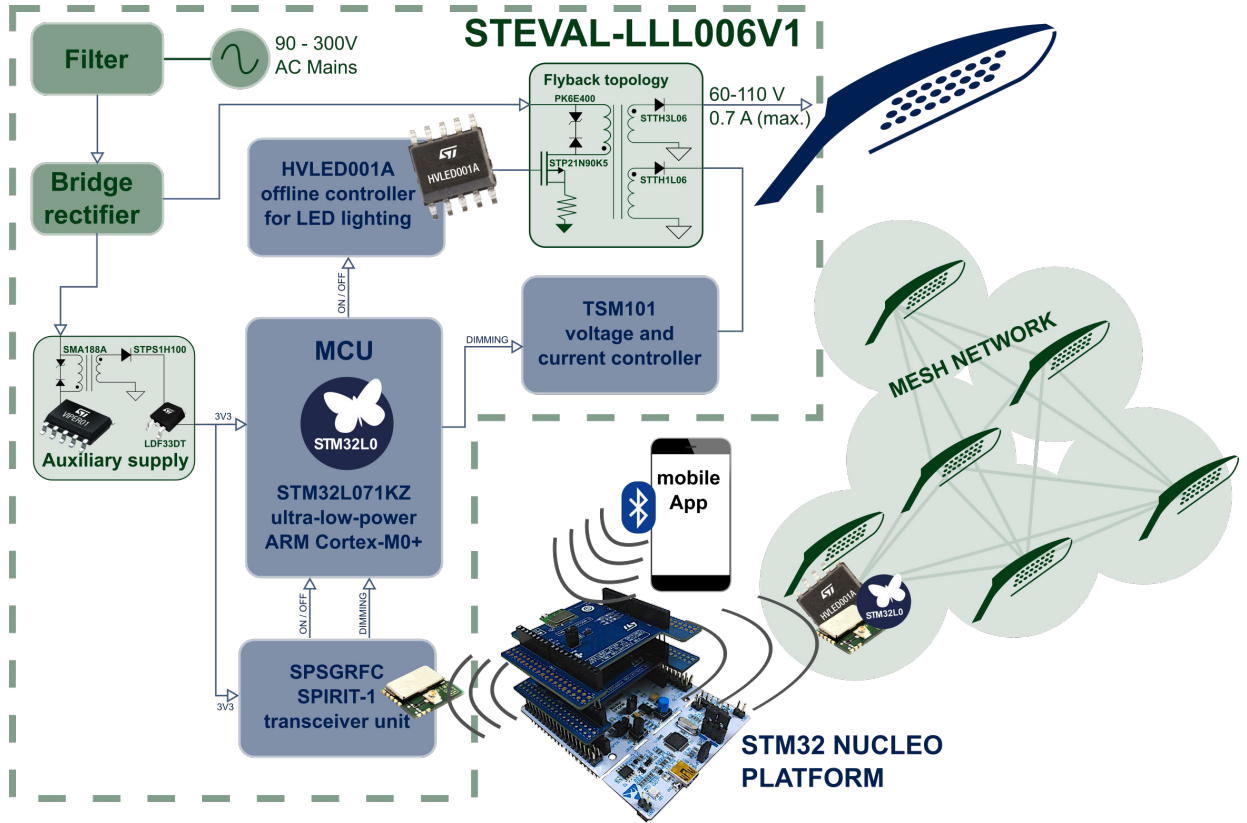 STEVAL-LLL006V1
Filter
90 - 300V
AC Mains
Flyback topology
PK6E400
STTH3L06
STP21N90K5
STTH1L06
60-110 V
0.7 A (max.)
Bridge
rectifier
HVLED001A
offline controller
for LED lighting
HVLED001A
ON / OFF
TSM101
voltage and
current controller
DIMMING
SMA188A
STPS1H100
VIPER01
LDF33DT
Auxiliary supply
3V3
MCU
STM32L0
STM32L071KZ
ultra-low-power
ARM Cortex-M0+
ON / OFF
DIMMING
3V3
SPSGRFC
SPIRIT-1
transceiver unit
mobile
App
MESH NETWORK
HVLED001A
STM32L0
STM32 NUCLEO
PLATFORM